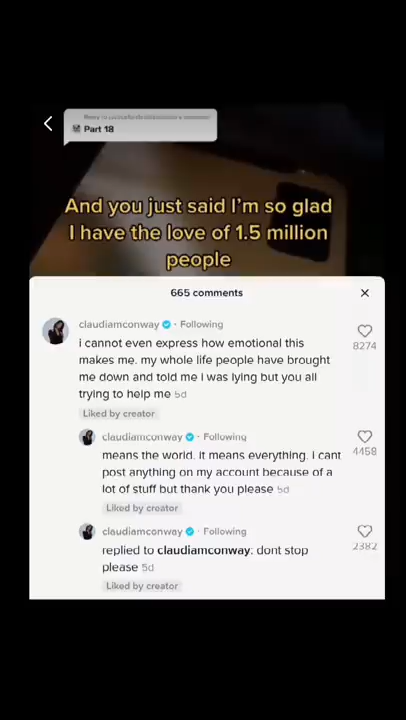 Part 18
And you just said I'm so glad
I have the love of 1.5 million
people
665 comments
claudiamconway · Following
i cannot even express how emotional this
makes me. my whole life people have brought
me down and told me i was lying but you all
trying to help me 5d
8274
Liked by creator
claudiamconway · Following
means the world. it means everything. i cant
post anything on my account because of a
lot of stuff but thank you please 5d
4458
Liked by creator
claudiamconway · Following
replied to claudiamconway: dont stop
please 5d
2382
Liked by creator